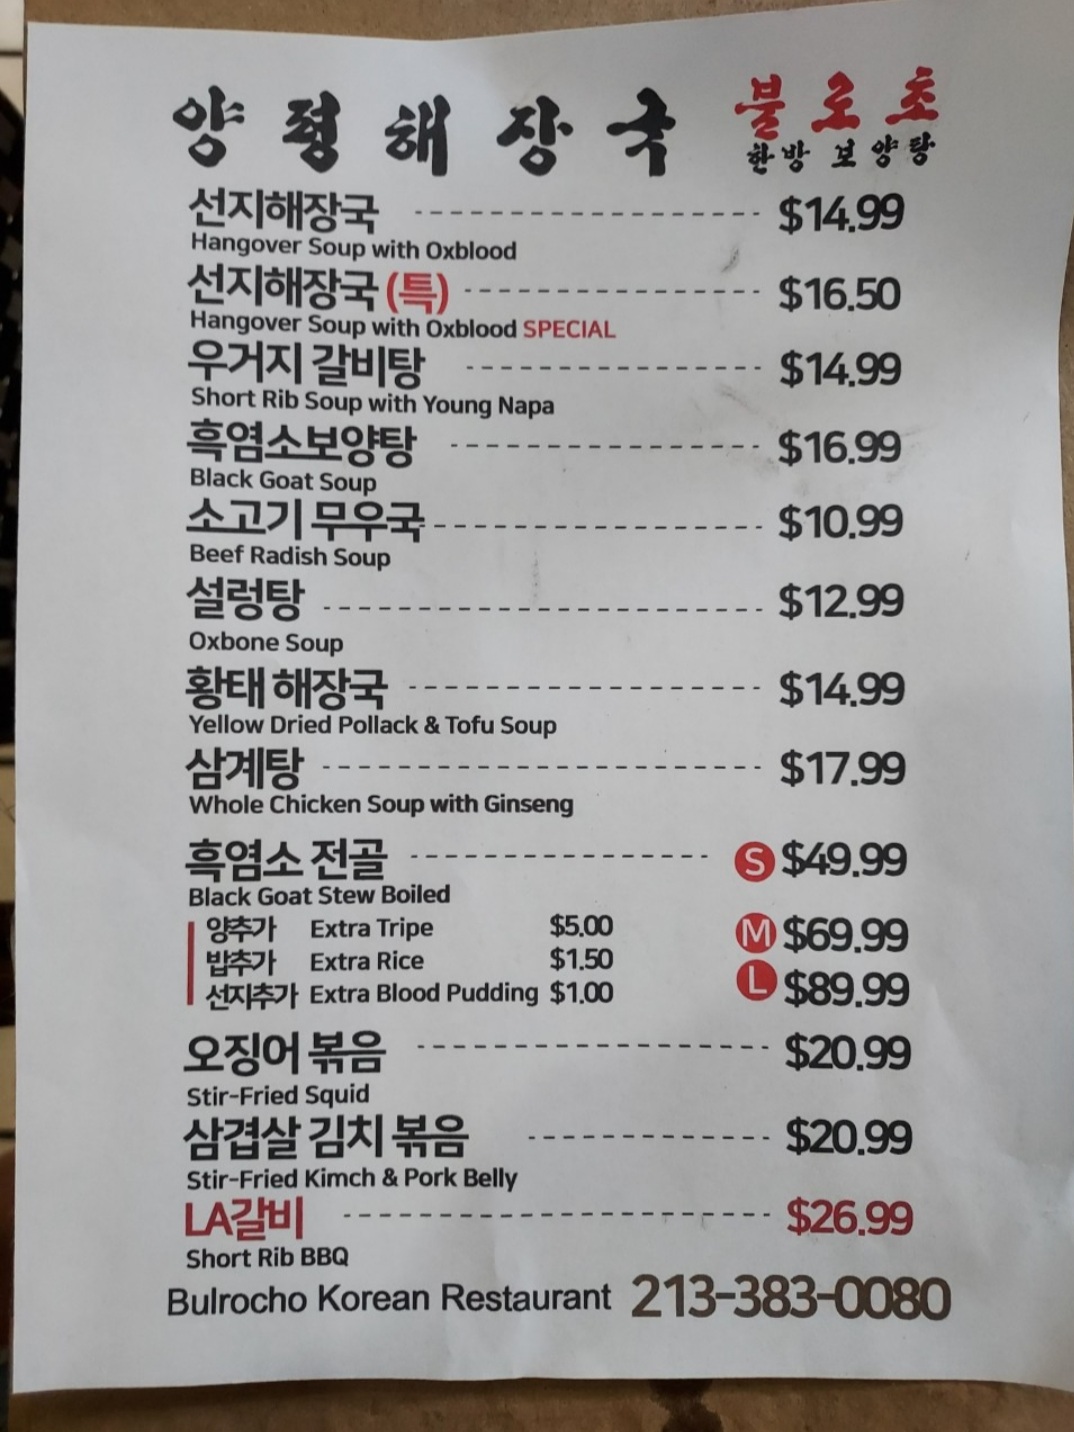 양평해장국 불로초
한방 보양탕
선지해장국 ------------------ $14.99
Hangover Soup with Oxblood
선지해장국 (특) ---------------- $16.50
Hangover Soup with Oxblood SPECIAL
우거지 갈비탕 ---------------- $14.99
Short Rib Soup with Young Napa
흑염소보양탕 ----------------- $16.99
Black Goat Soup
소고기 무우국 ------------------ $10.99
Beef Radish Soup
설렁탕 ----------------------- $12.99
Oxbone Soup
황태 해장국 ------------------ $14.99
Yellow Dried Pollack & Tofu Soup
삼계탕 ----------------------- $17.99
Whole Chicken Soup with Ginseng
흑염소 전골 ---------------- S $49.99
Black Goat Stew Boiled
양추가 Extra Tripe $5.00 M $69.99
밥추가 Extra Rice $1.50
선지추가 Extra Blood Pudding $1.00 L $89.99
오징어 볶음 ------------------- $20.99
Stir-Fried Squid
삼겹살 김치 볶음 ------------- $20.99
Stir-Fried Kimch & Pork Belly
LA갈비 ----------------------- $26.99
Short Rib BBQ
Bulrocho Korean Restaurant 213-383-0080